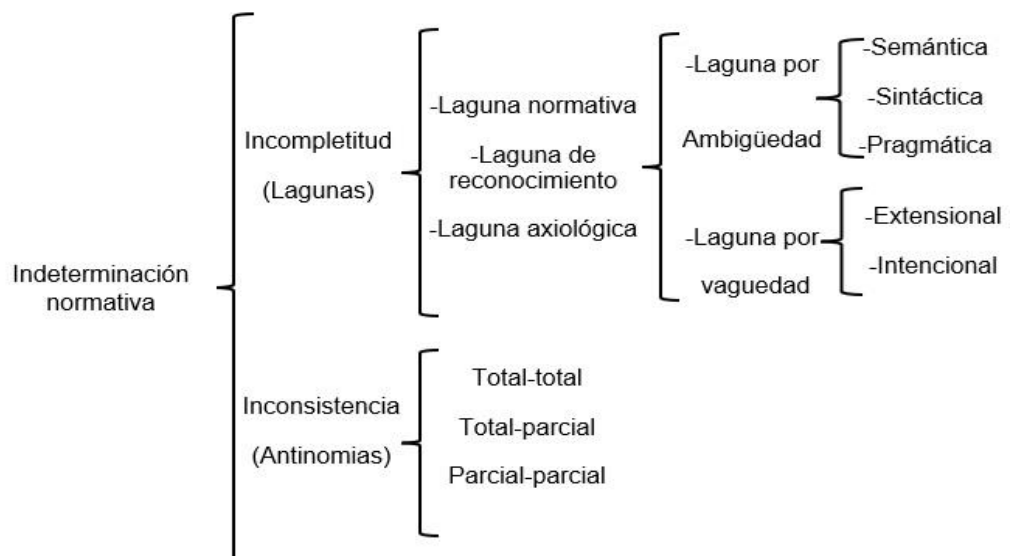 Indeterminación
normativa
Incompletitud
(Lagunas)
-Laguna normativa
-Laguna de
reconocimiento
-Laguna axiológica
-Laguna por
Ambigüedad
-Semántica
-Sintáctica
-Pragmática
-Laguna por
vaguedad
-Extensional
-Intencional
Inconsistencia
(Antinomias)
Total-total
Total-parcial
Parcial-parcial